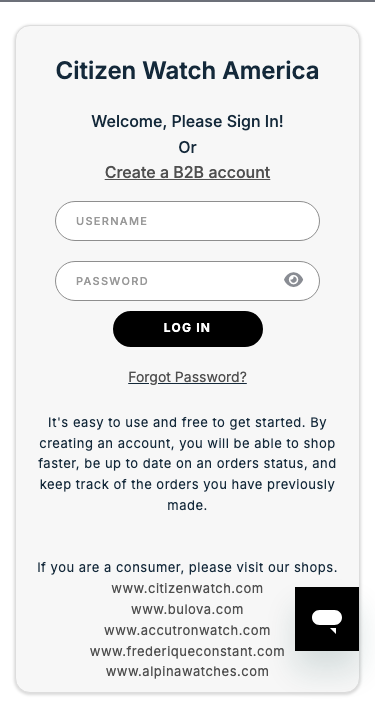 Citizen Watch America
Welcome, Please Sign In!
Or
Create a B2B account
USERNAME
PASSWORD
LOG IN
Forgot Password?
It's easy to use and free to get started. By
creating an account, you will be able to shop
faster, be up to date on an orders status, and
keep track of the orders you have previously
made.
If you are a consumer, please visit our shops.
www.citizenwatch.com
www.bulova.com
www.accutronwatch.com
www.frederiqueconstant.com
www.alpinawatches.com